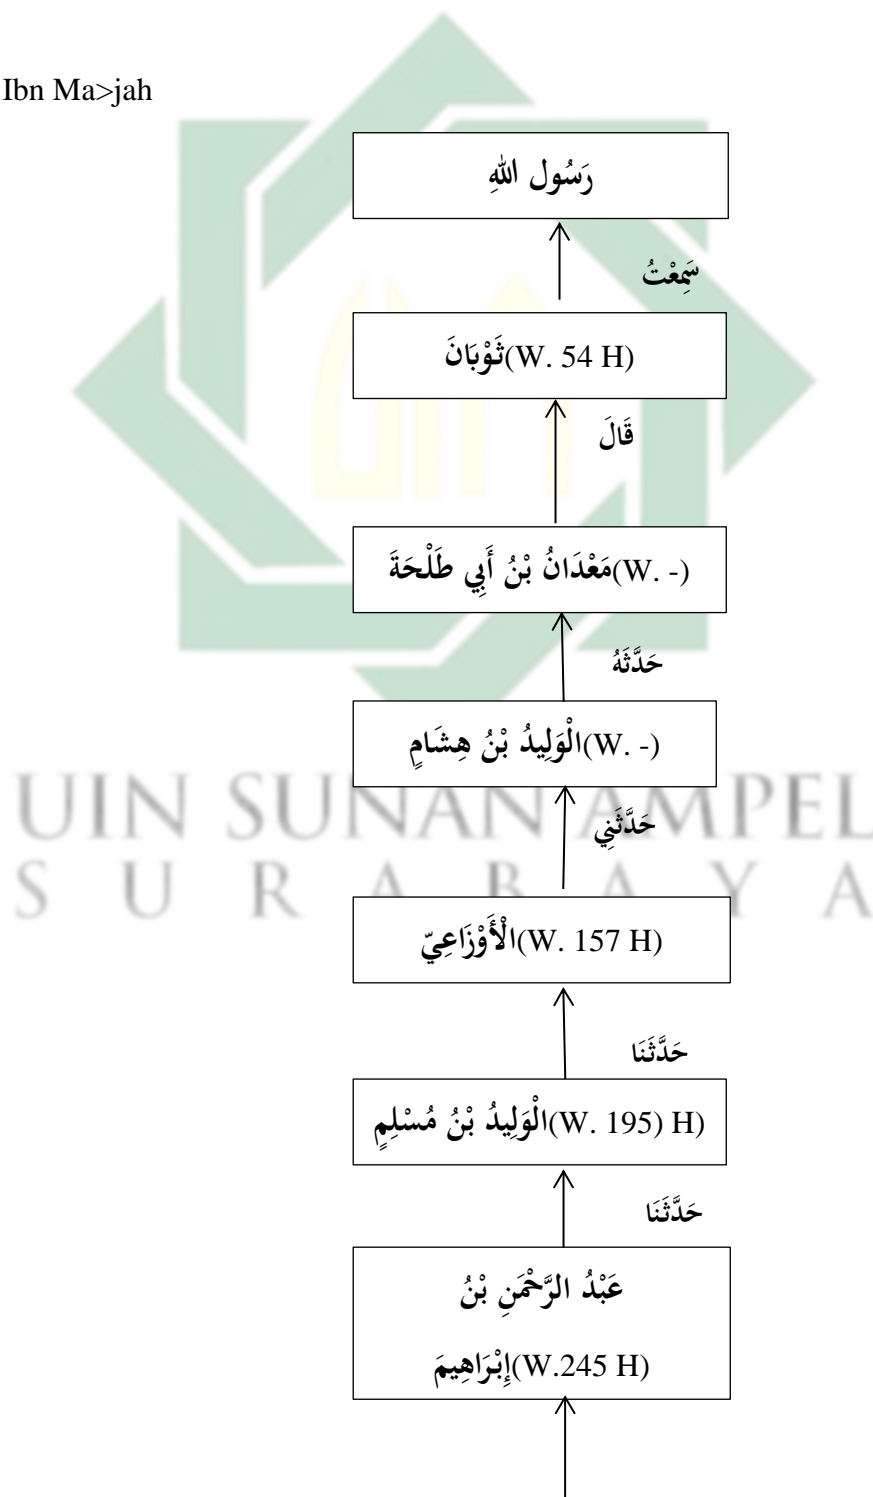 Ibn Ma>jah
رَسُول اللهِ
سَمِعْتُ
ثَوْبَانَ(W. 54 H)
قَالَ
مَعْدَانُ بْنُ أَبِي طَلْحَةَ(W. -)
حَدَّثَهُ
الْوَلِيدُ بْنُ هِشَامٍ(W. -)
UIN SUNAN AMPEL
حَدَّثَنِي
S U R A B A Y A
الْأَوْزَاعِيّ(W. 157 H)
حَدَّثَنَا
الْوَلِيدُ بْنُ مُسْلِمٍ(W. 195) H)
حَدَّثَنَا
عَبْدُ الرَّحْمَنِ بْنُ
إِبْرَاهِيمَ(W.245 H)